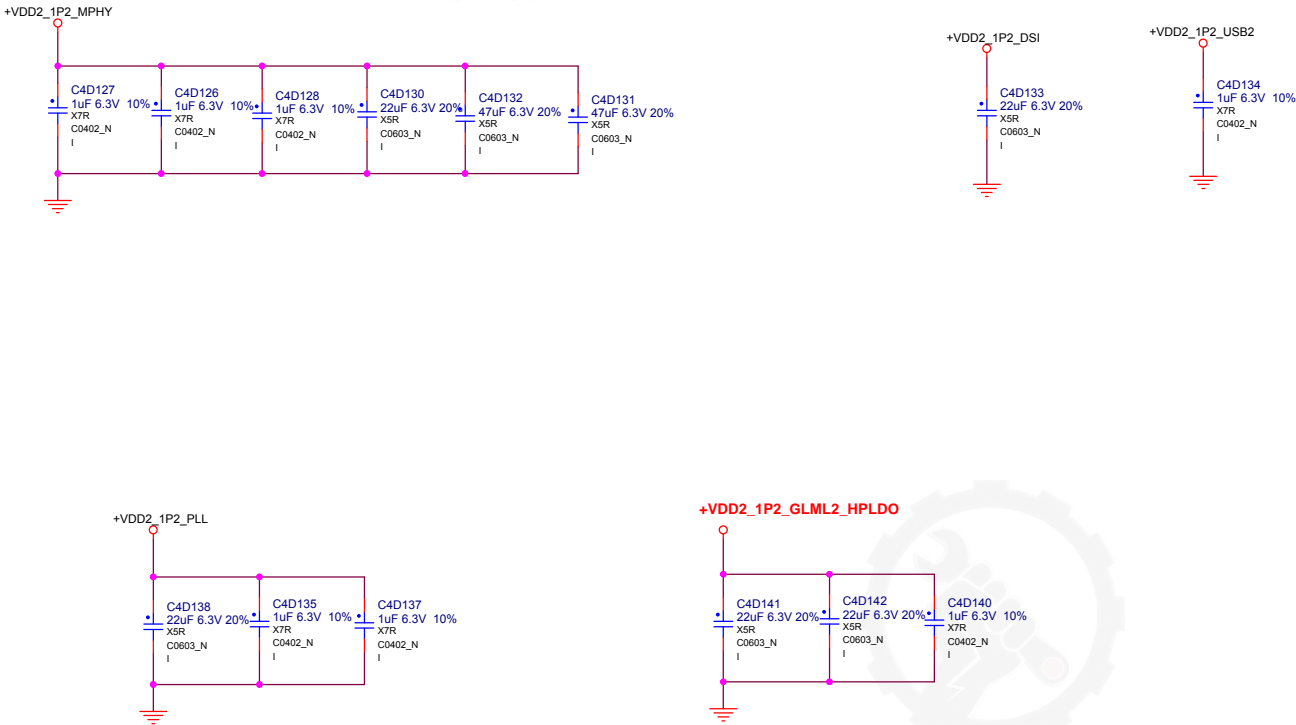 +VDD2_1P2_MPHY
C4D127
1uF 6.3V 10%
X7R
C0402_N
I
C4D126
1uF 6.3V 10%
X7R
C0402_N
I
C4D128
1uF 6.3V 10%
X7R
C0402_N
I
C4D130
22uF 6.3V 20%
X5R
C0603_N
I
C4D132
47uF 6.3V 20%
X5R
C0603_N
I
C4D131
47uF 6.3V 20%
X5R
C0603_N
I
+VDD2_1P2_DSI
C4D133
22uF 6.3V 20%
X5R
C0603_N
I
+VDD2_1P2_USB2
C4D134
1uF 6.3V 10%
X7R
C0402_N
I
+VDD2_1P2_PLL
C4D138
22uF 6.3V 20%
X5R
C0603_N
I
C4D135
1uF 6.3V 10%
X7R
C0402_N
I
C4D137
1uF 6.3V 10%
X7R
C0402_N
I
+VDD2_1P2_GLML2_HPLDO
C4D141
22uF 6.3V 20%
X5R
C0603_N
I
C4D142
22uF 6.3V 20%
X5R
C0603_N
I
C4D140
1uF 6.3V 10%
X7R
C0402_N
I